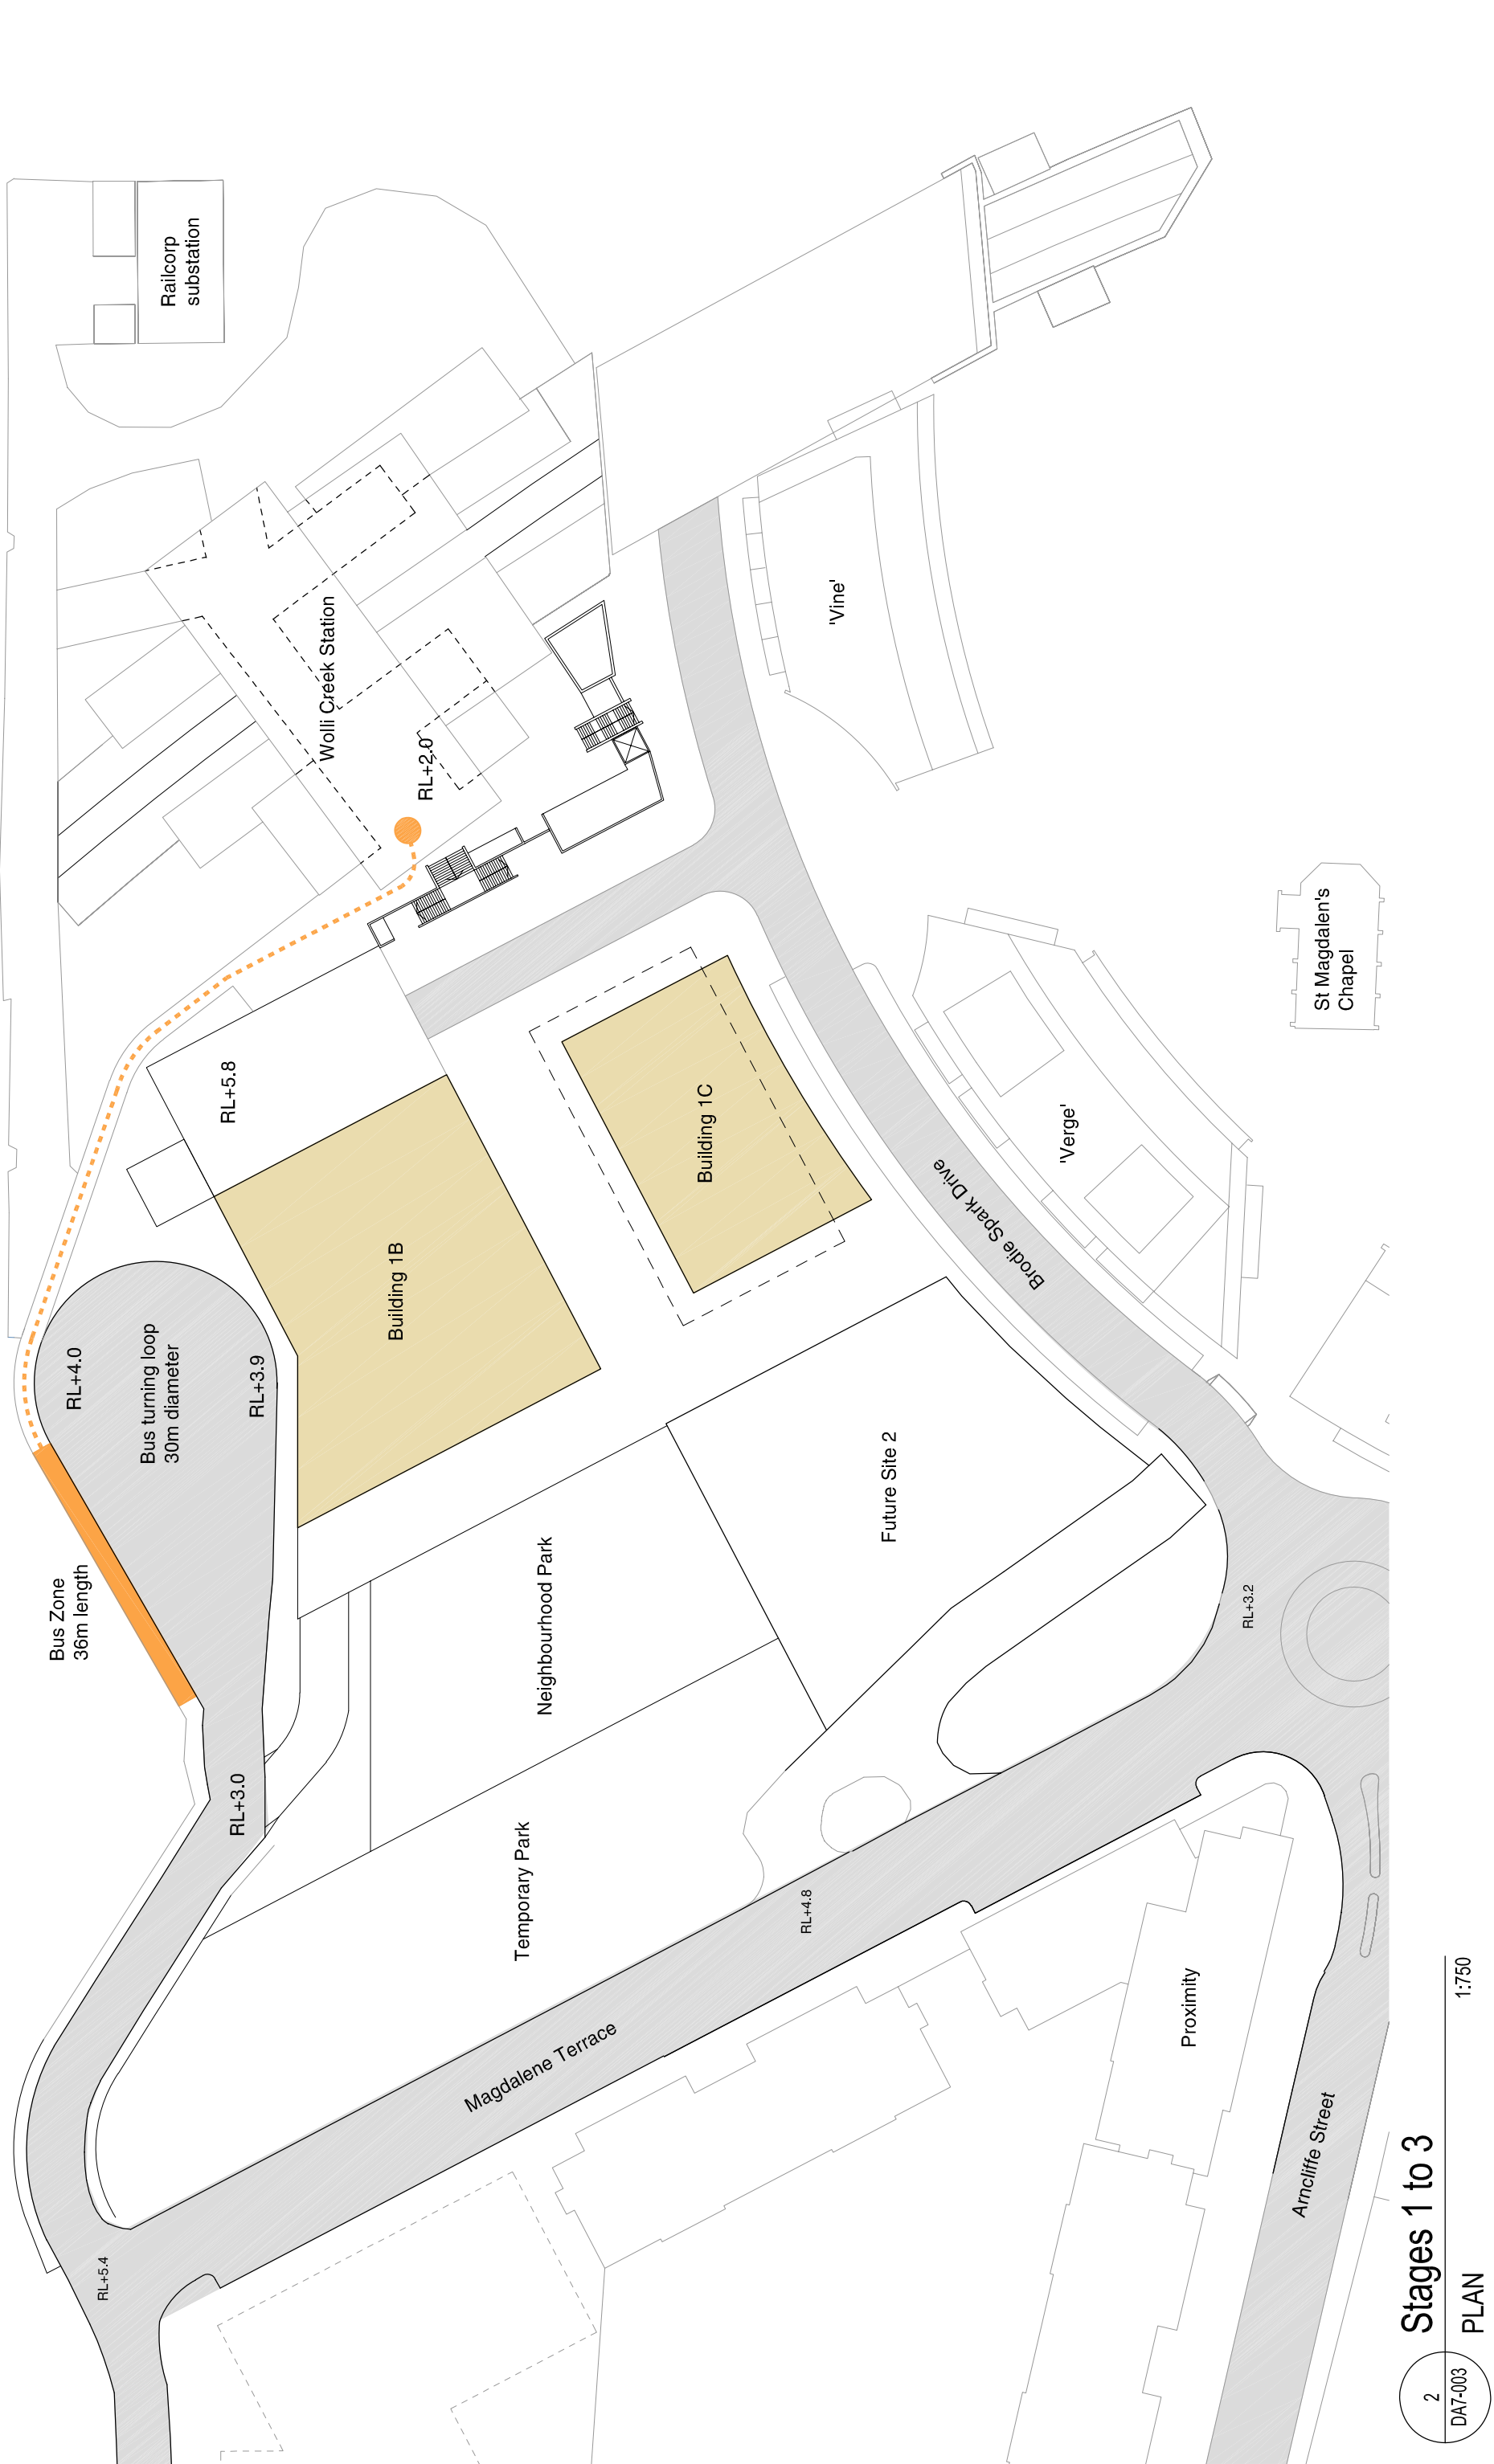 Railcorp
substation
Wolli Creek Station
RL+2.0
'Vine'
RL+5.8
St Magdalen's
Chapel
Building 1C
'Verge'
Brodie Spark Drive
Building 1B
RL+4.0
Bus turning loop
30m diameter
RL+3.9
Future Site 2
Bus Zone
36m length
Neighbourhood Park
RL+3.2
RL+3.0
Temporary Park
RL+4.8
Proximity
Magdalene Terrace
Arncliffe Street
RL+5.4
2
DA7-003
Stages 1 to 3
PLAN
1:750